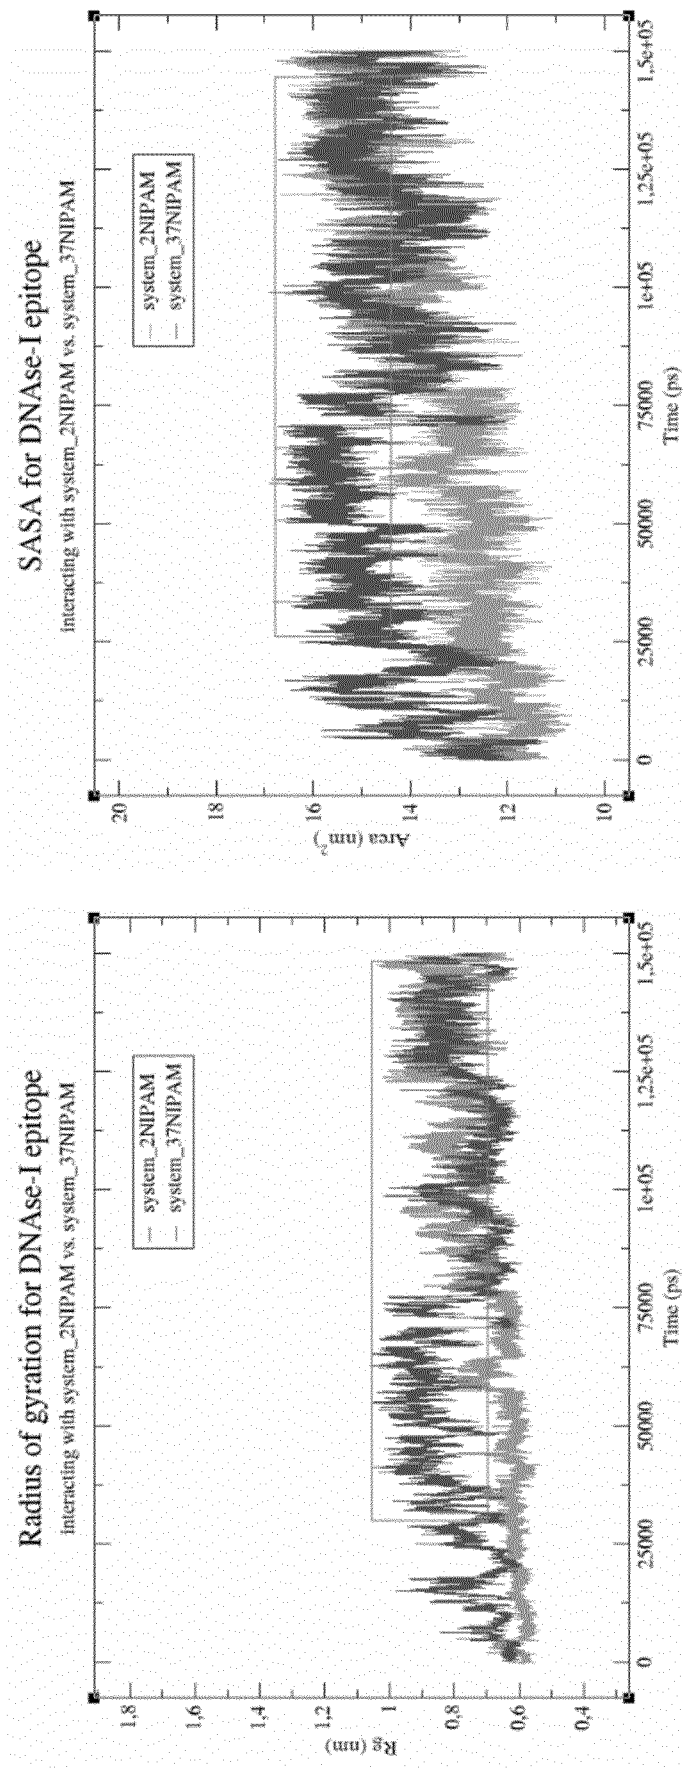 Radius of gyration for DNAse-I epitope
interacting with system_2NIPAM vs. system_37NIPAM
system_2NIPAM
system_37NIPAM
Rg (nm)
1,8
1,6
1,4
1,2
1
0,8
0,6
0,4
0
25000
50000
75000
1e+05
1,25e+05
1,5e+05
Time (ps)
SASA for DNAse-I epitope
interacting with system_2NIPAM vs. system_37NIPAM
system_2NIPAM
system_37NIPAM
Area (nm²)
20
18
16
14
12
10
0
25000
50000
75000
1e+05
1,25e+05
1,5e+05
Time (ps)